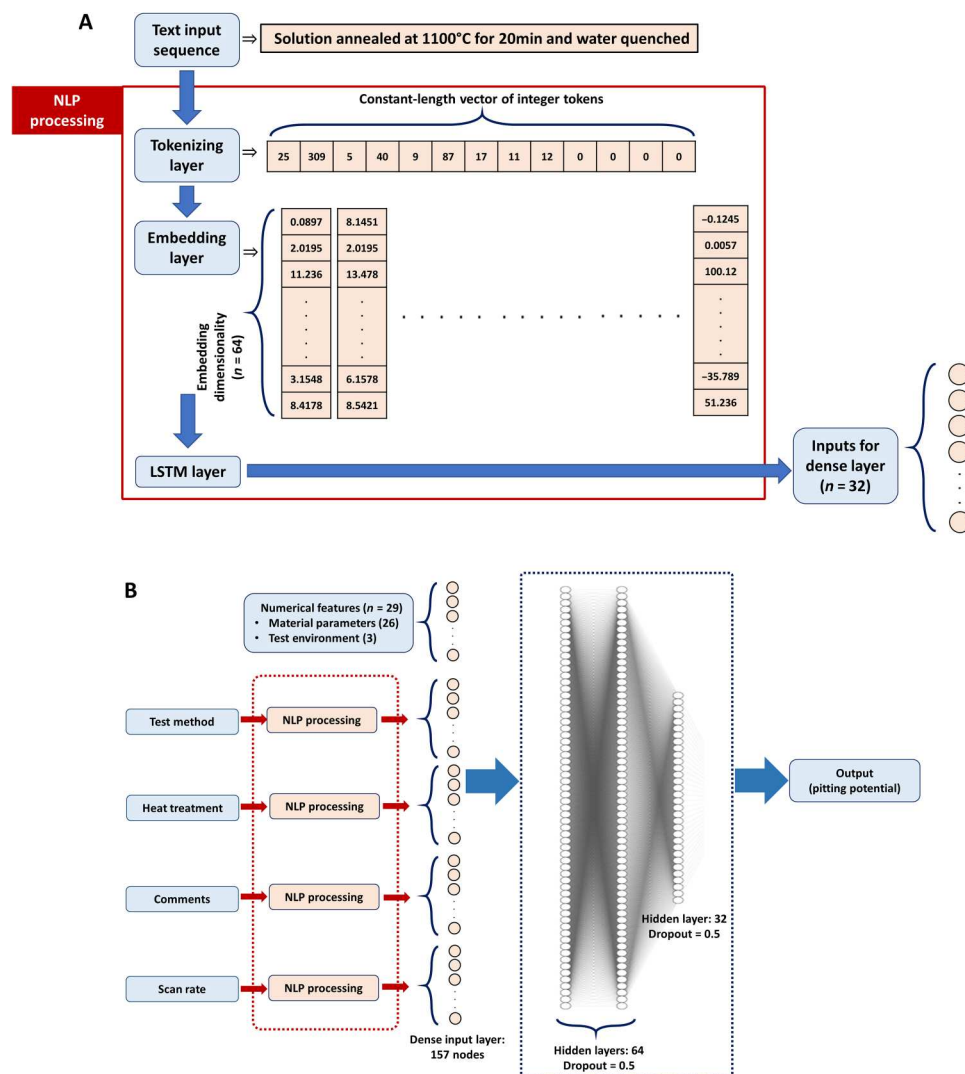 A
Text input
sequence
⇒
Solution annealed at 1100°C for 20min and water quenched
NLP
processing
Constant-length vector of integer tokens
Tokenizing
layer
⇒
25 309 5 40 9 87 17 11 12 0 0 0 0
Embedding
layer
⇒
0.0897 8.1451 −0.1245
2.0195 2.0195 0.0057
11.236 13.478 100.12
3.1548 6.1578 −35.789
8.4178 8.5421 51.236
Embedding
dimensionality
(n = 64)
LSTM layer
Inputs for
dense layer
(n = 32)
B
Numerical features (n = 29)
• Material parameters (26)
• Test environment (3)
Test method
NLP processing
Heat treatment
NLP processing
Comments
NLP processing
Scan rate
NLP processing
Dense input layer:
157 nodes
Hidden layers: 64
Dropout = 0.5
Hidden layer: 32
Dropout = 0.5
Output
(pitting potential)